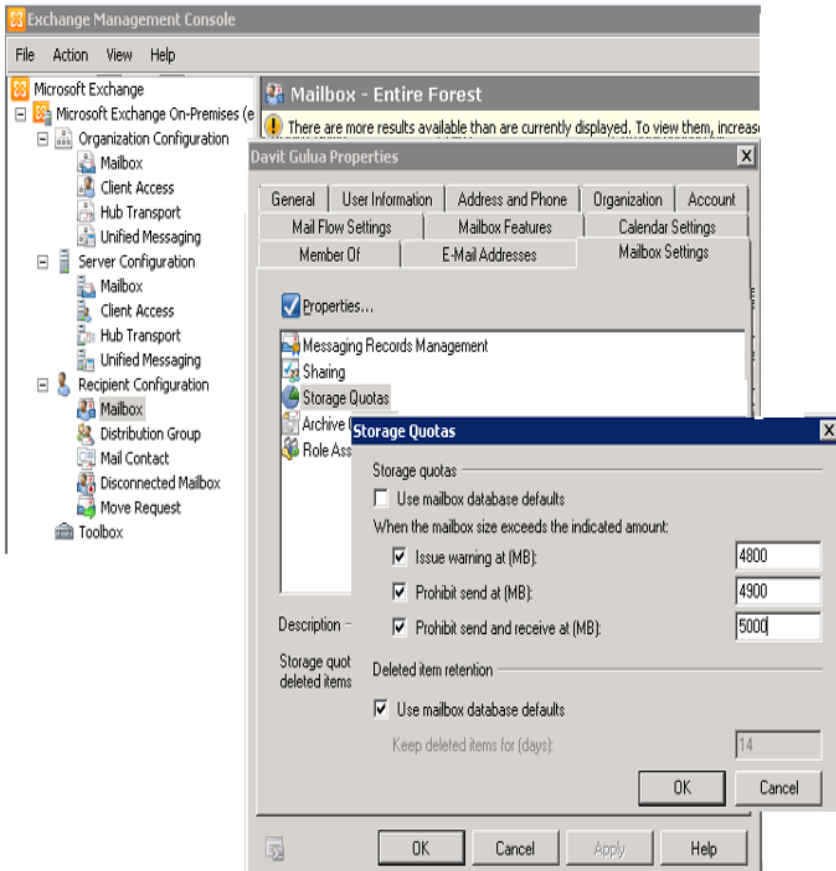 Exchange Management Console
File Action View Help
Microsoft Exchange
Microsoft Exchange On-Premises (e
Organization Configuration
Mailbox
Client Access
Hub Transport
Unified Messaging
Server Configuration
Mailbox
Client Access
Hub Transport
Unified Messaging
Recipient Configuration
Mailbox
Distribution Group
Mail Contact
Disconnected Mailbox
Move Request
Toolbox
Mailbox - Entire Forest
There are more results available than are currently displayed. To view them, increas
Davit Gulua Properties
General User Information Address and Phone Organization Account
Mail Flow Settings Mailbox Features Calendar Settings
Member Of E-Mail Addresses Mailbox Settings
Properties...
Messaging Records Management
Sharing
Storage Quotas
Archive
Role Ass
Description
Storage quot
deleted items
Storage Quotas
Storage quotas
Use mailbox database defaults
When the mailbox size exceeds the indicated amount:
Issue warning at (MB): 4800
Prohibit send at (MB): 4900
Prohibit send and receive at (MB): 5000
Deleted item retention
Use mailbox database defaults
Keep deleted items for (days): 14
OK Cancel
OK Cancel Apply Help